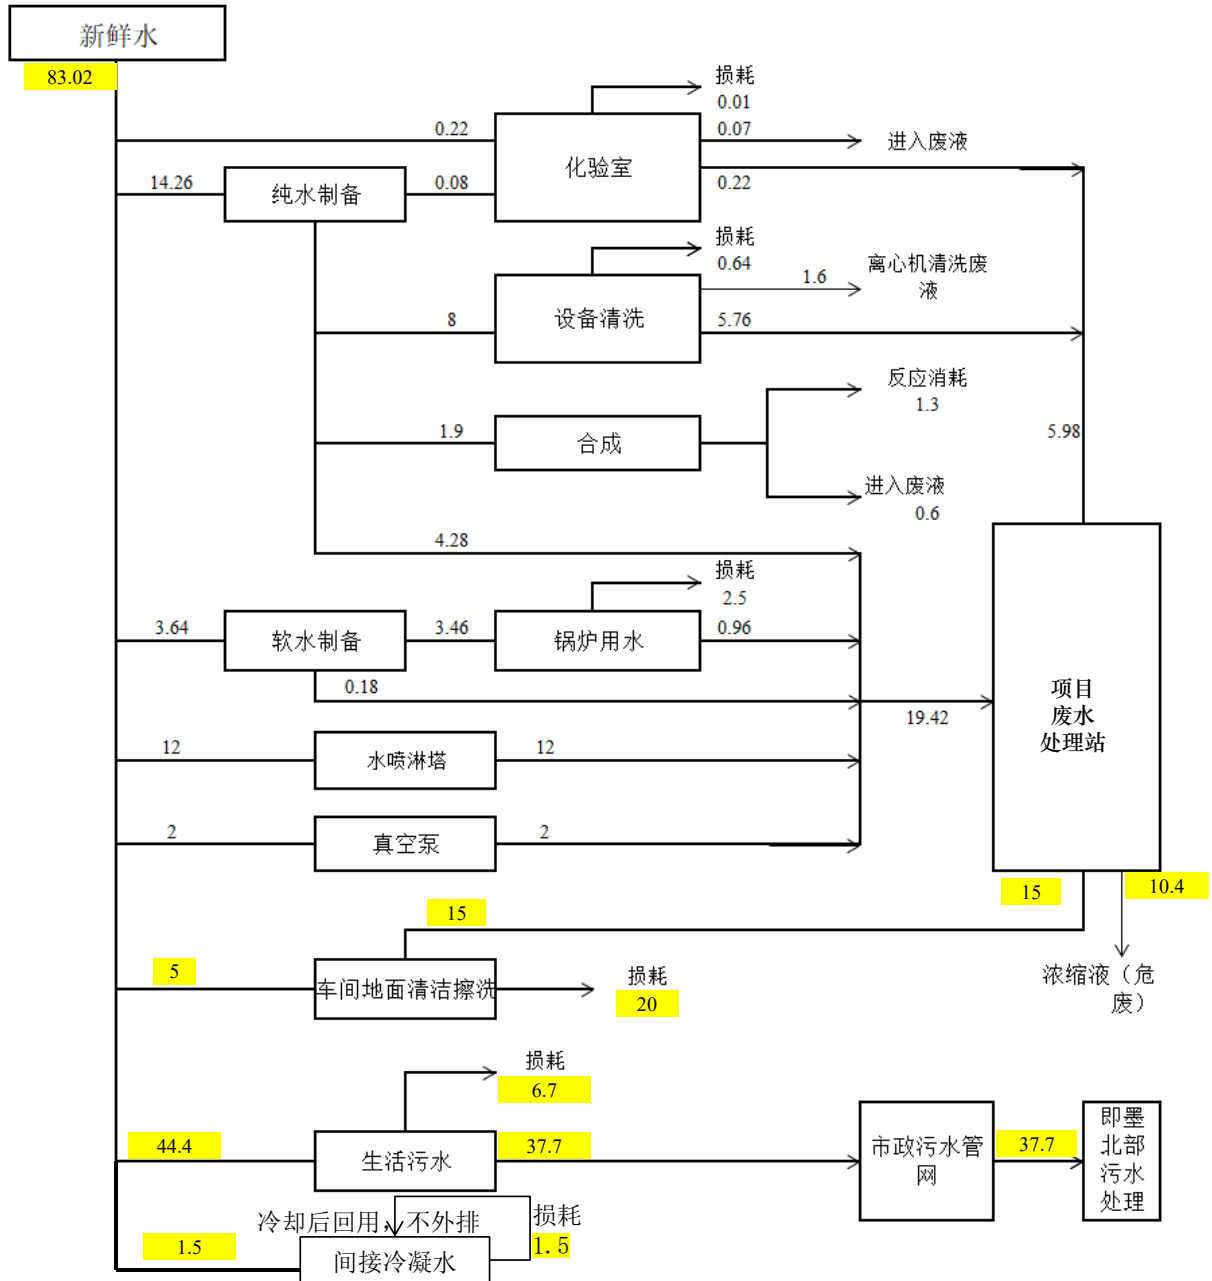 新鲜水
83.02
损耗
0.01
0.22
0.07
进入废液
化验室
14.26
纯水制备
0.08
0.22
损耗
0.64
离心机清洗废
液
1.6
8
设备清洗
5.76
反应消耗
1.3
1.9
合成
5.98
进入废液
0.6
4.28
损耗
2.5
3.64
软水制备
3.46
锅炉用水
0.96
0.18
19.42
项目
废水
处理站
12
水喷淋塔
12
2
真空泵
2
15
10.4
15
5
车间地面清洁擦洗
损耗
20
浓缩液（危
废）
损耗
6.7
44.4
生活污水
37.7
市政污水管
网
37.7
即墨
北部
污水
处理
冷却后回用，不外排
损耗
1.5
1.5
间接冷凝水